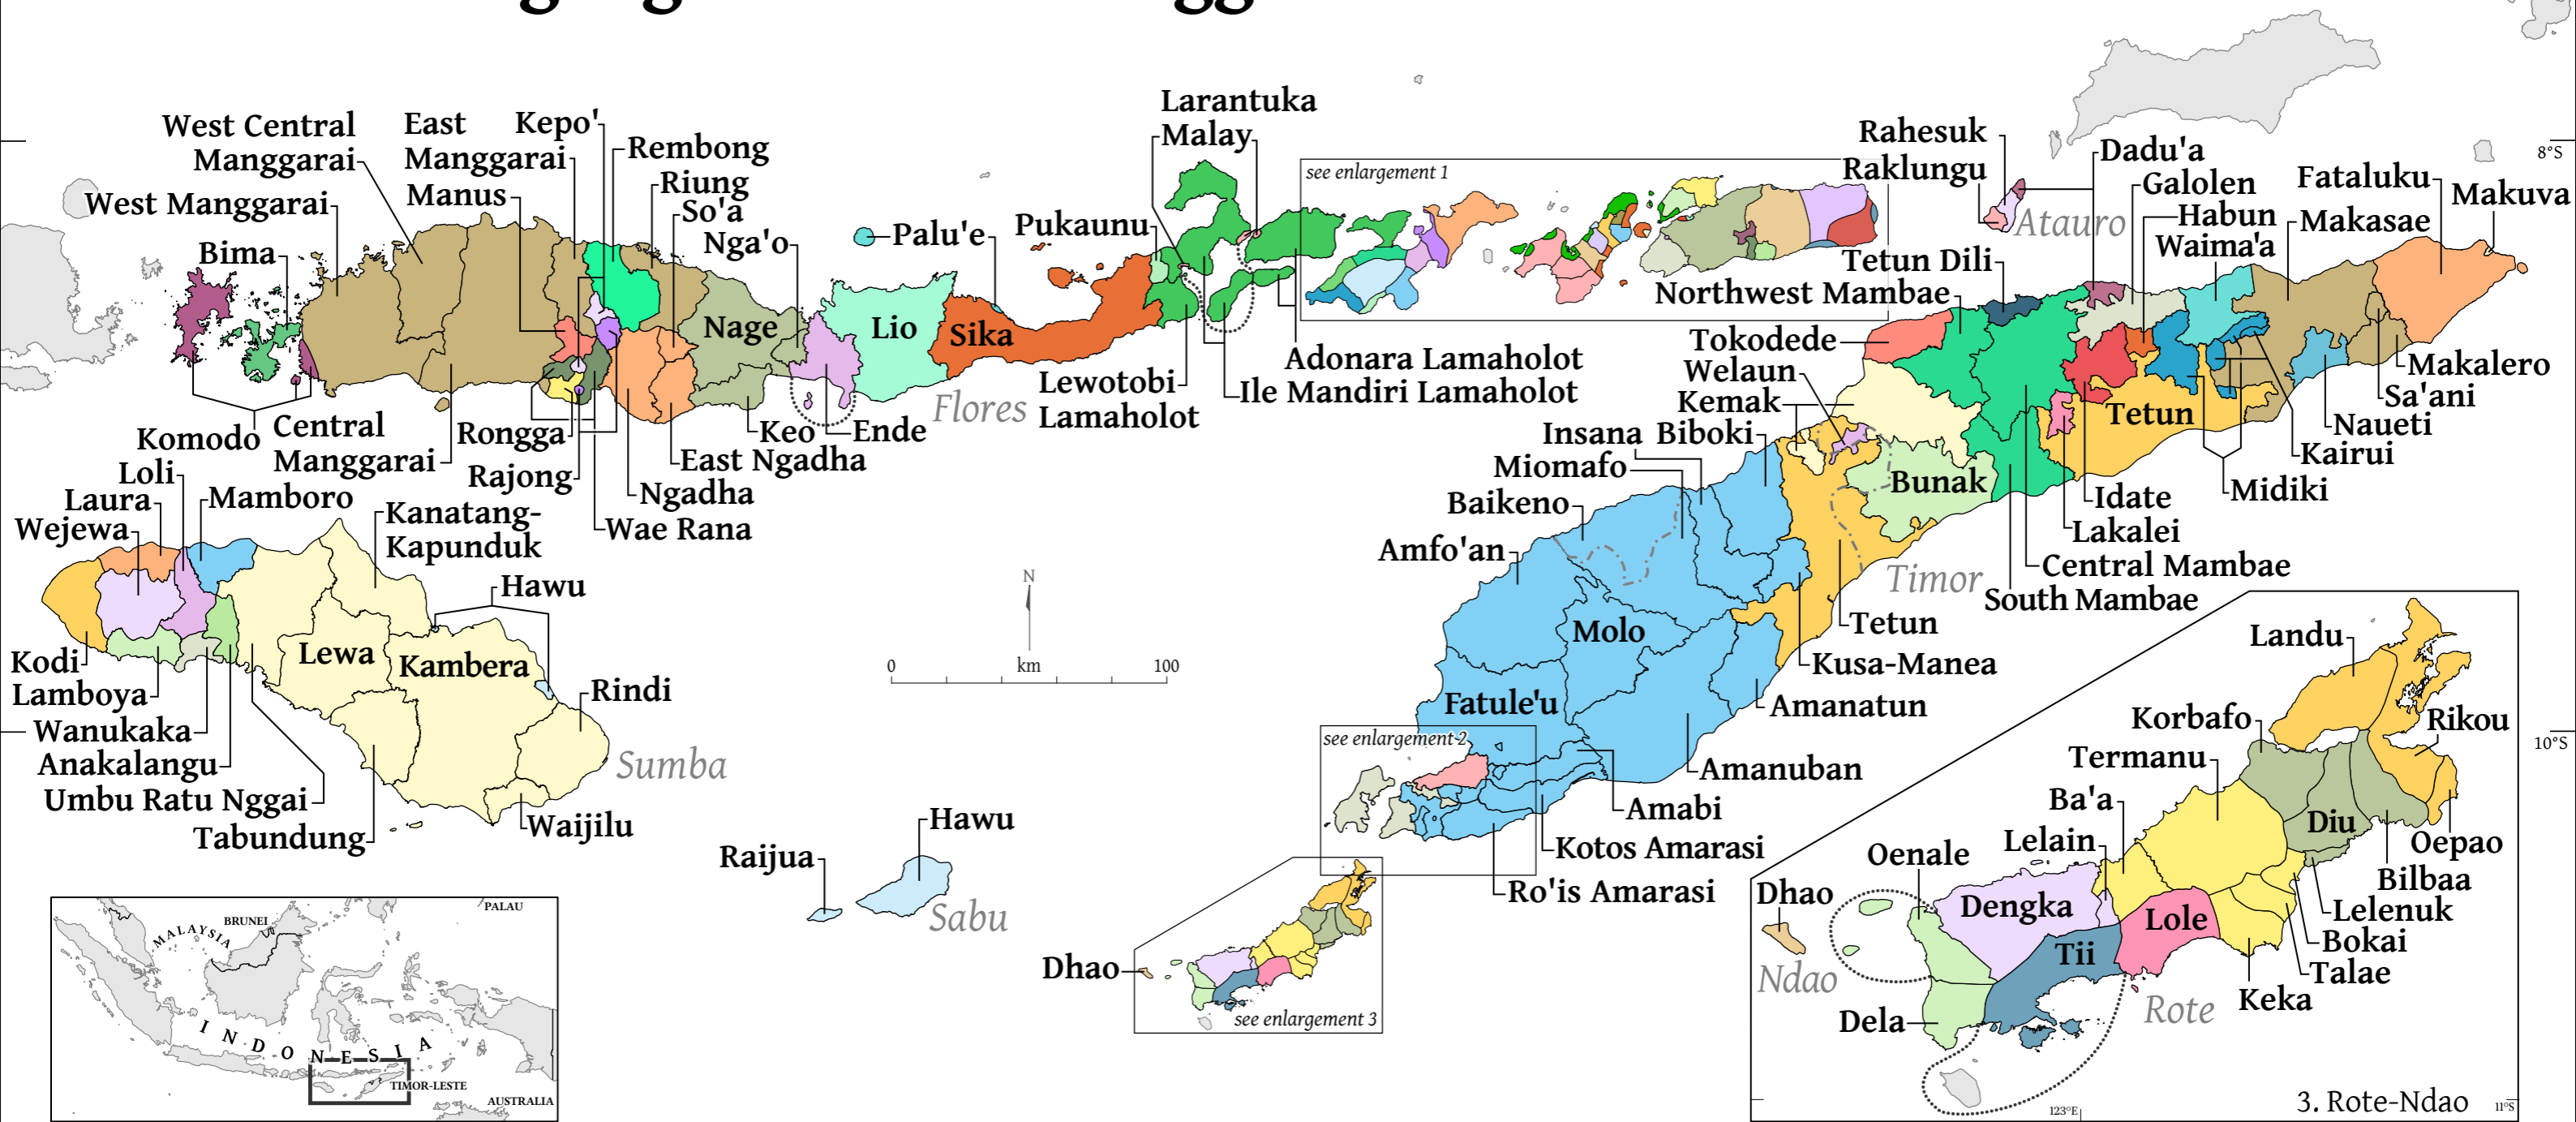 Larantuka
Malay
West Central
Manggarai
East
Manggarai
Kepo'
Rembong
Manus
Riung
So'a
West Manggarai
Nga'o
Bima
Palu'e
Pukaunu
see enlargement 1
Rahesuk
Raklungu
Atauro
Dadu'a
Galolen
Habun
Waima'a
Fataluku
Makasae
Makuva
8°S
Tetun Dili
Northwest Mambae
Tokodede
Welaun
Kemak
Nage
Lio
Sika
Flores
Adonara Lamaholot
Ile Mandiri Lamaholot
Lewotobi
Lamaholot
Komodo
Central
Manggarai
Rongga
Rajong
Keo
Ende
East Ngadha
Ngadha
Wae Rana
Tetun
Makalero
Sa'ani
Naueti
Kairui
Midiki
Idate
Lakalei
Central Mambae
South Mambae
Insana
Biboki
Miomafo
Baikeno
Amfo'an
Bunak
Timor
Loli
Laura
Mamboro
Wejewa
Kanatang-
Kapunduk
Hawu
Lewa
Kambera
Kodi
Lamboya
Wanukaka
Anakalangu
Umbu Ratu Nggai
Tabundung
Waijilu
Rindi
Sumba
N
0 km 100
Molo
Fatule'u
Tetun
Kusa-Manea
Amanatun
Amanuban
Amabi
Kotos Amarasi
Ro'is Amarasi
see enlargement 2
10°S
Hawu
Raijua
Sabu
Dhao
see enlargement 3
Landu
Rikou
Korbafo
Termanu
Ba'a
Lelain
Oenale
Dhao
Ndao
Dengka
Tii
Lole
Diu
Oepao
Bilbaa
Lelenuk
Bokai
Talae
Keka
Rote
Dela
123°E
3. Rote-Ndao
11°S
PALAU
BRUNEI
MALAYSIA
INDONESIA
TIMOR-LESTE
AUSTRALIA